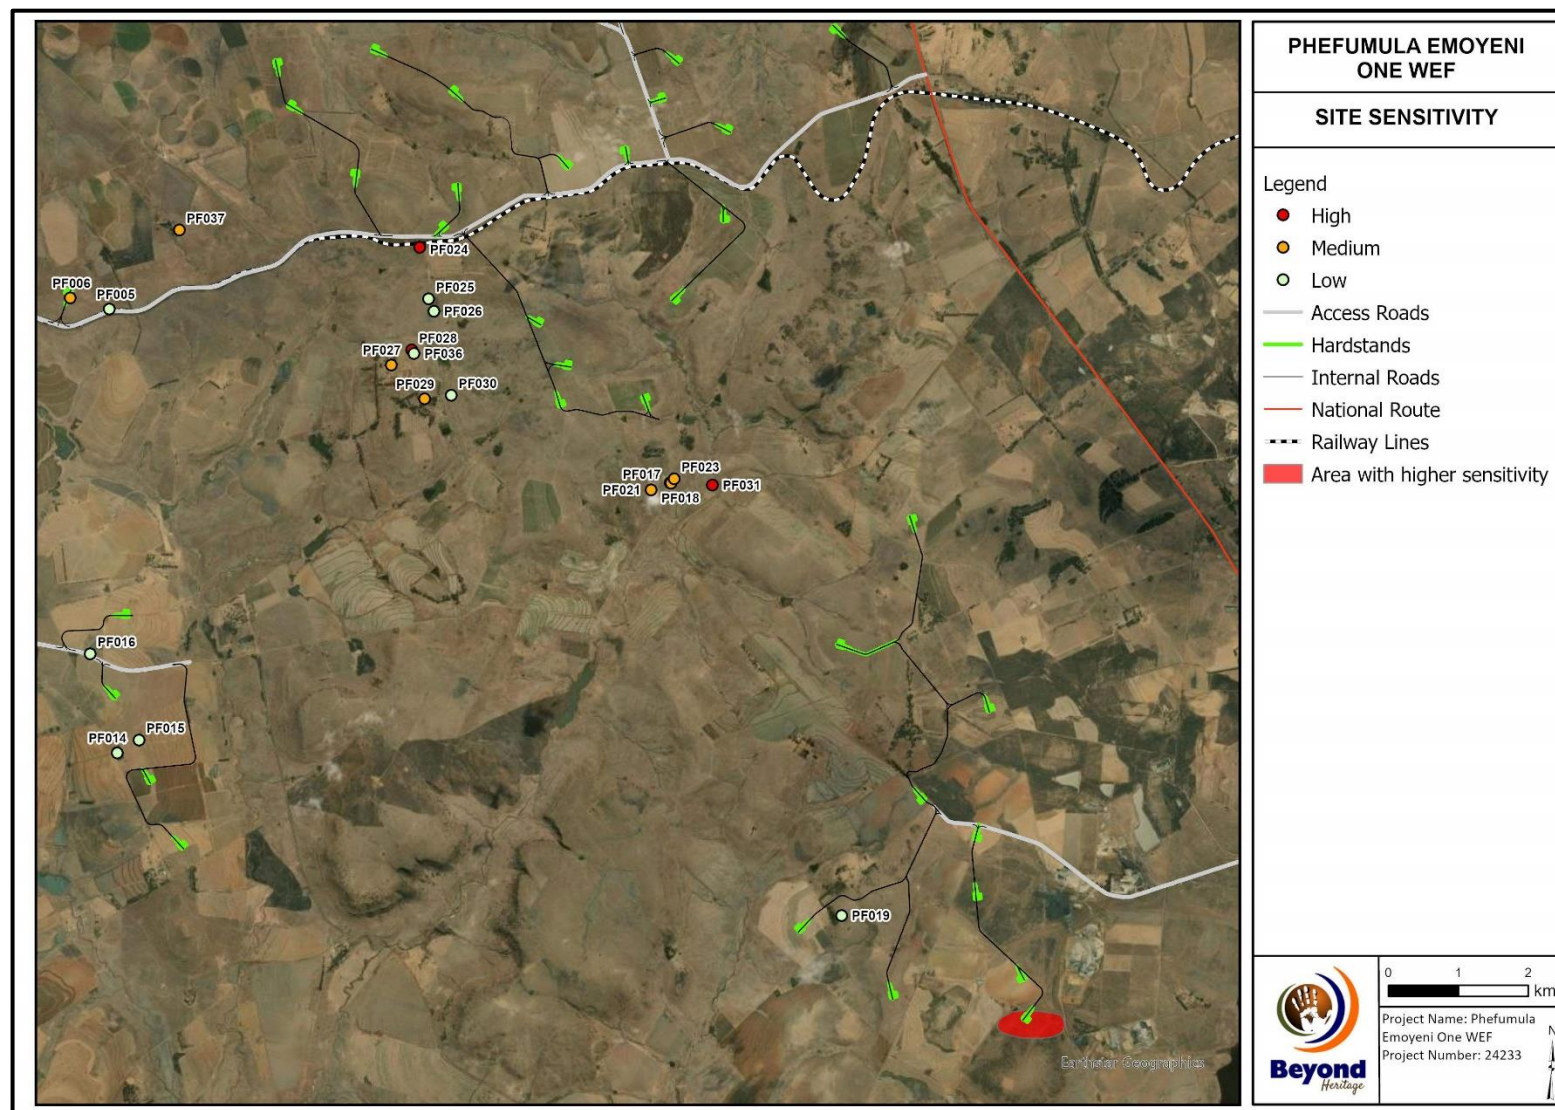 PHEFUMULA EMOYENI
ONE WEF
SITE SENSITIVITY
Legend
High
Medium
Low
Access Roads
Hardstands
Internal Roads
National Route
Railway Lines
Area with higher sensitivity
PF037
PF024
PF006
PF005
PF025
PF026
PF028
PF027
PF036
PF029
PF030
PF017
PF023
PF021
PF018
PF031
PF016
PF015
PF014
PF019
Earthstar Geographics
Beyond
Heritage
0 1 2
km
Project Name: Phefumula
Emoyeni One WEF
Project Number: 24233
N